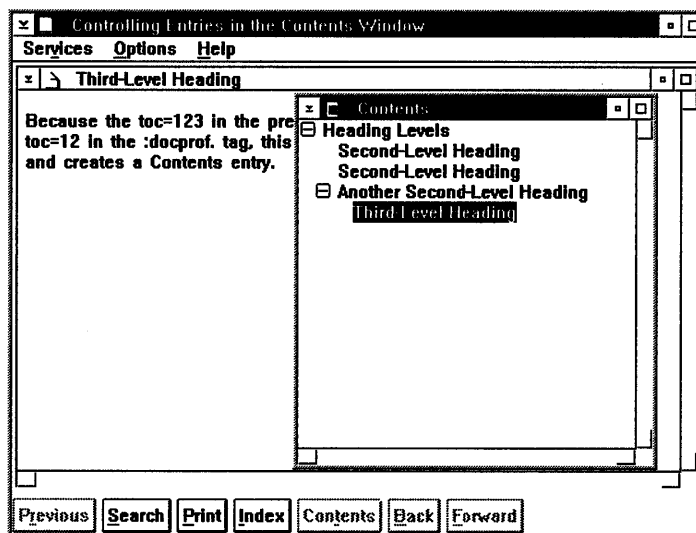 Controlling Entries in the Contents Window
Services Options Help
Third-Level Heading
Because the toc=123 in the pre
toc=12 in the :docprof. tag, this
and creates a Contents entry.
Contents
Heading Levels
Second-Level Heading
Second-Level Heading
Another Second-Level Heading
Third-Level Heading
Previous Search Print Index Contents Back Forward